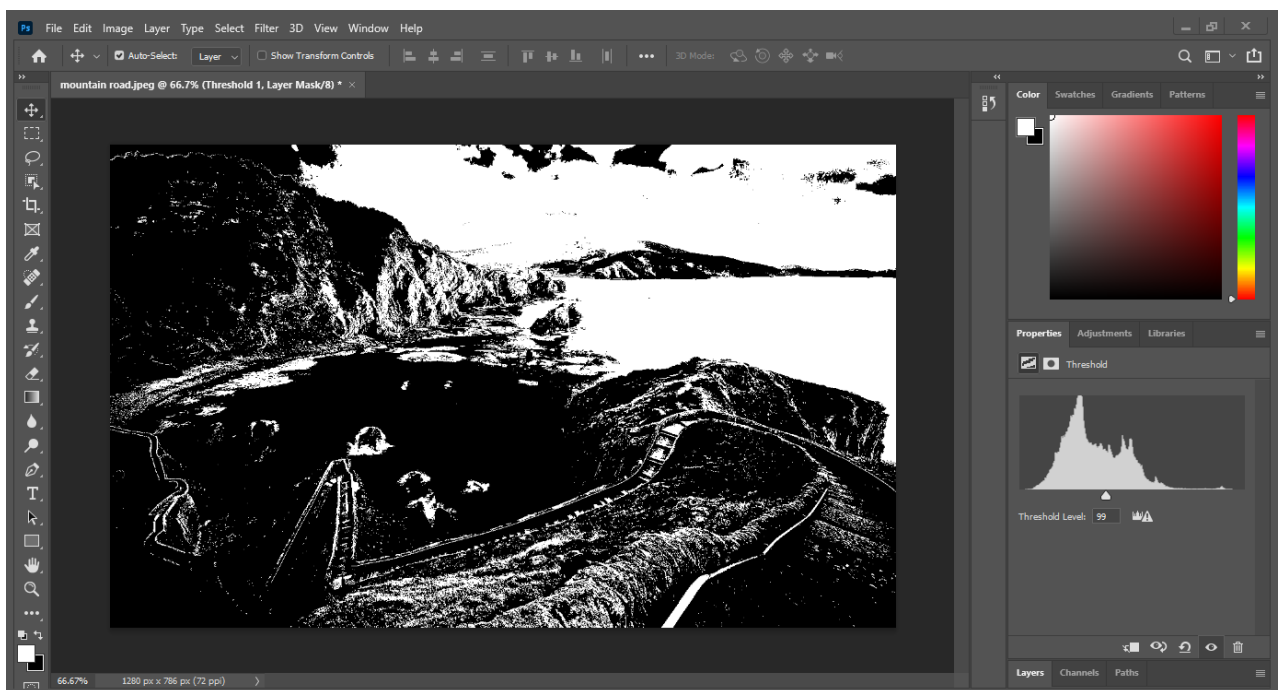 Ps File Edit Image Layer Type Select Filter 3D View Window Help
Auto-Select: Layer Show Transform Controls 3D Mode:
mountain road.jpeg @ 66.7% (Threshold 1, Layer Mask/8) * ×
Color Swatches Gradients Patterns
Properties Adjustments Libraries
Threshold
Threshold Level: 99
Layers Channels Paths
66.67% 1280 px x 786 px (72 ppi)